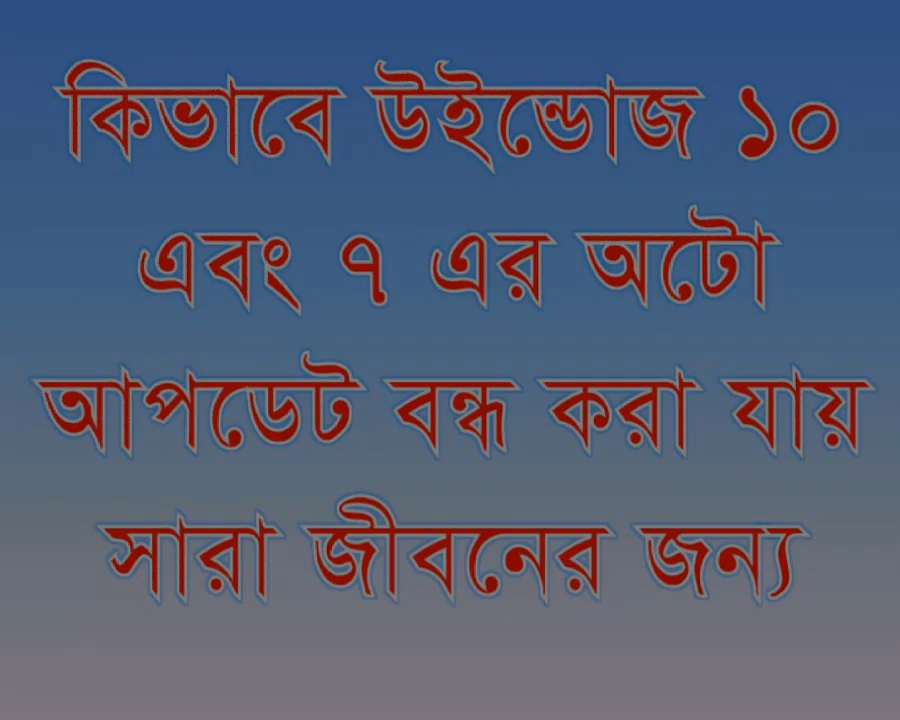 কিভাবে উইন্ডোজ ১০
এবং ৭ এর অটো
আপডেট বন্ধ করা যায়
সারা জীবনের জন্য